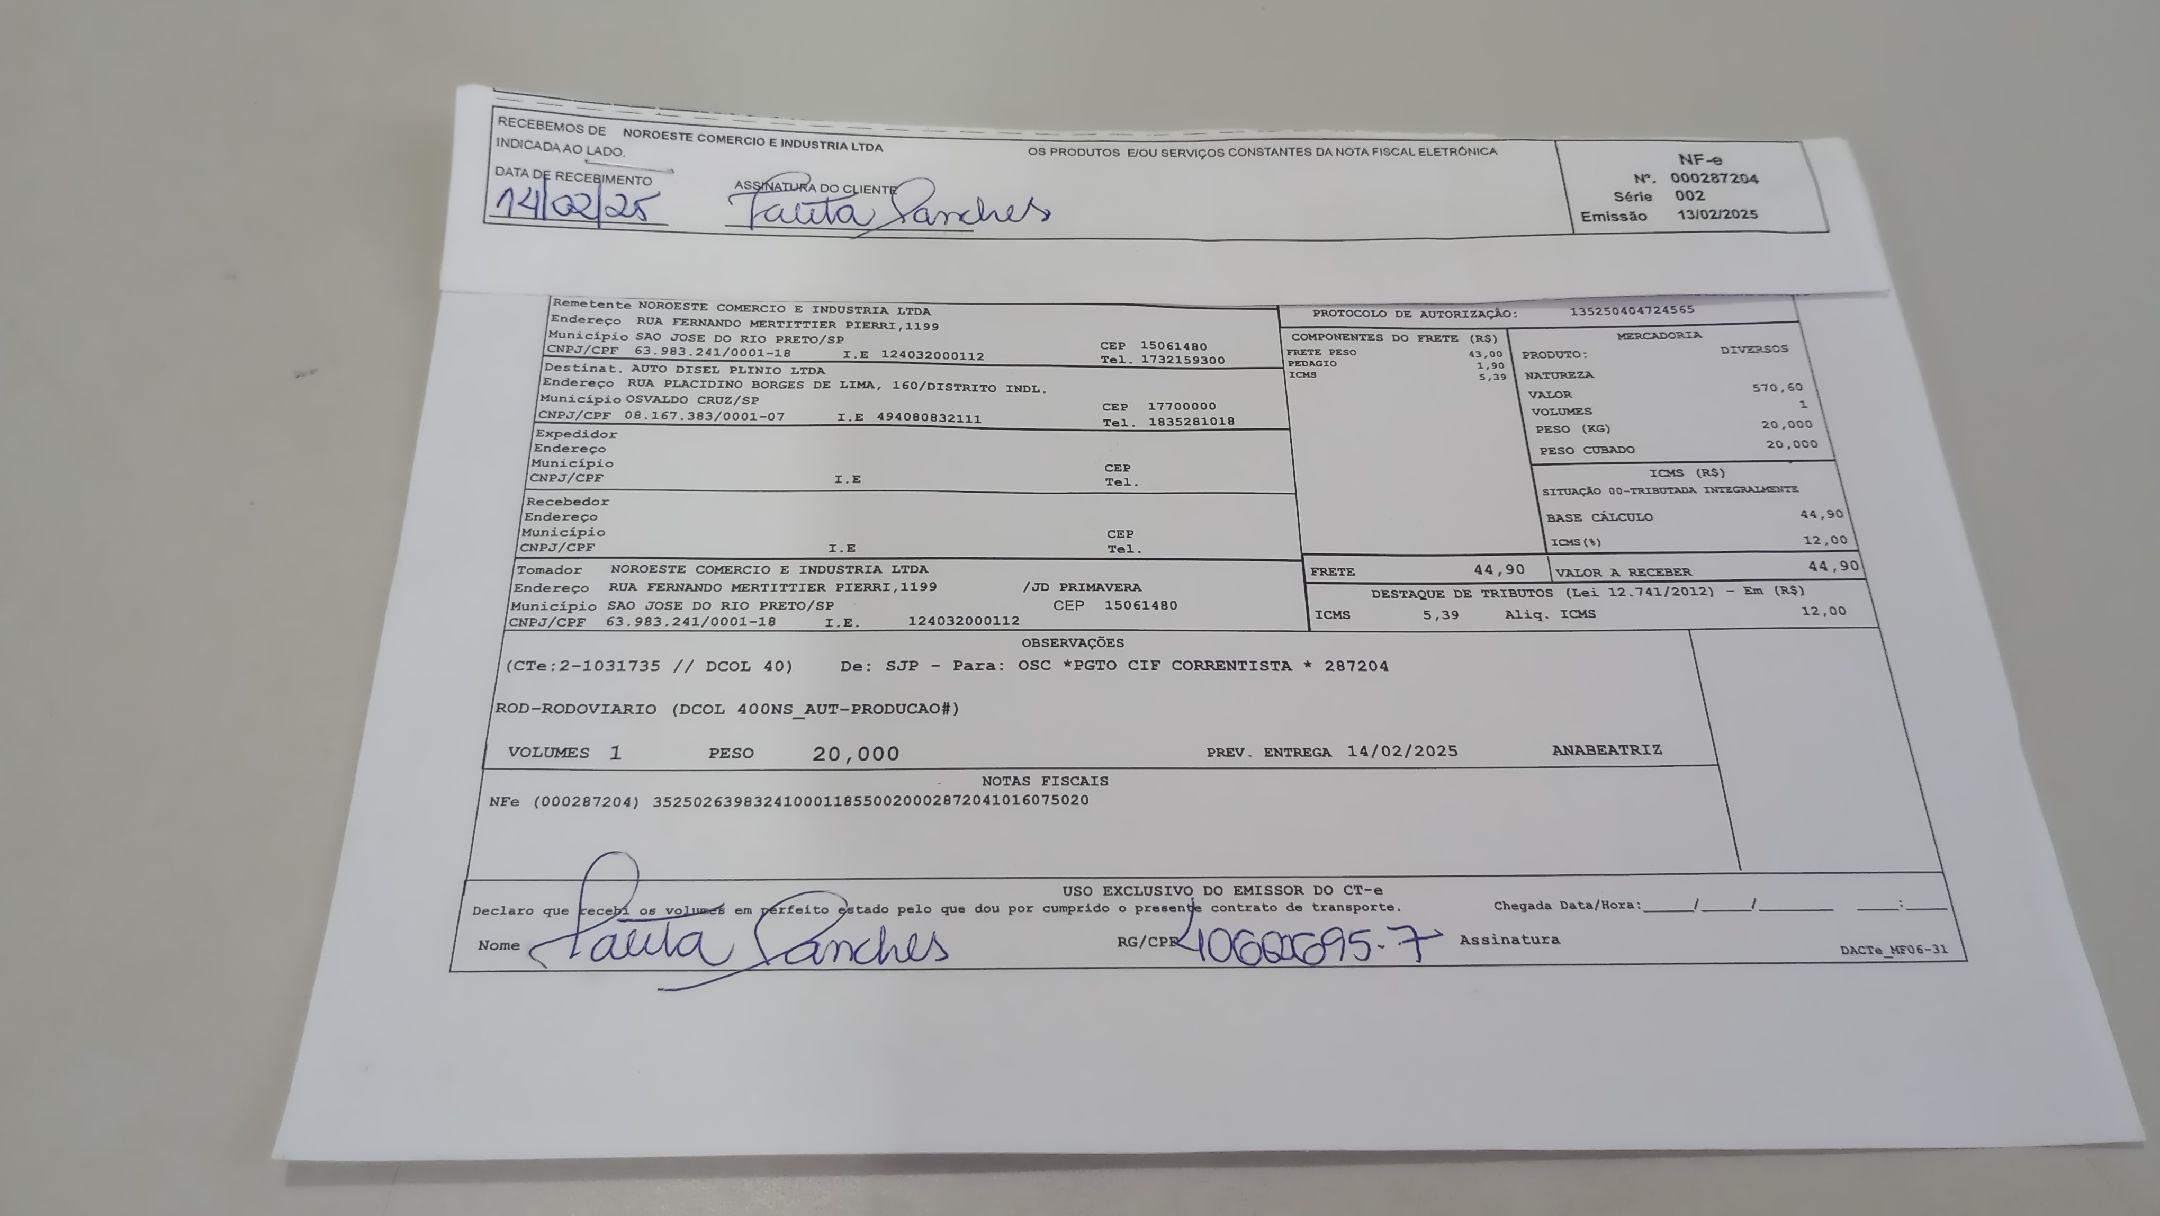 RECEBEMOS DE NOROESTE COMERCIO E INDUSTRIA LTDA OS PRODUTOS E/OU SERVIÇOS CONSTANTES DA NOTA FISCAL ELETRÔNICA
INDICADA AO LADO.
DATA DE RECEBIMENTO ASSINATURA DO CLIENTE
14/02/25 Talita Sanches
NF-e
Nº. 000287204
Série 002
Emissão 13/02/2025
Remetente NOROESTE COMERCIO E INDUSTRIA LTDA
Endereço RUA FERNANDO MERTITTIER PIERRI,1199
Município SAO JOSE DO RIO PRETO/SP CEP 15061480
CNPJ/CPF 63.983.241/0001-18 I.E 124032000112 Tel. 1732159300
Destinat. AUTO DISEL PLINIO LTDA
Endereço RUA PLACIDINO BORGES DE LIMA, 160/DISTRITO INDL.
Município OSVALDO CRUZ/SP CEP 17700000
CNPJ/CPF 08.167.383/0001-07 I.E 494080832111 Tel. 1835281018
Expedidor
Endereço
Município CEP
CNPJ/CPF I.E Tel.
Recebedor
Endereço
Município CEP
CNPJ/CPF I.E Tel.
Tomador NOROESTE COMERCIO E INDUSTRIA LTDA
Endereço RUA FERNANDO MERTITTIER PIERRI,1199 /JD PRIMAVERA
Município SAO JOSE DO RIO PRETO/SP CEP 15061480
CNPJ/CPF 63.983.241/0001-18 I.E. 124032000112
PROTOCOLO DE AUTORIZAÇÃO: 135250404724565
COMPONENTES DO FRETE (R$)
FRETE PESO 43,00
PEDAGIO 1,90
ICMS 5,39
MERCADORIA
PRODUTO: DIVERSOS
NATUREZA
VALOR 570,60
VOLUMES 1
PESO (KG) 20,000
PESO CUBADO 20,000
ICMS (R$)
SITUAÇÃO 00-TRIBUTADA INTEGRALMENTE
BASE CÁLCULO 44,90
ICMS(%) 12,00
FRETE 44,90 VALOR A RECEBER 44,90
DESTAQUE DE TRIBUTOS (Lei 12.741/2012) - Em (R$)
ICMS 5,39 Aliq. ICMS 12,00
OBSERVAÇÕES
(CTe:2-1031735 // DCOL 40) De: SJP - Para: OSC *PGTO CIF CORRENTISTA * 287204
ROD-RODOVIARIO (DCOL 400NS_AUT-PRODUCAO#)
VOLUMES 1 PESO 20,000 PREV. ENTREGA 14/02/2025 ANABEATRIZ
NOTAS FISCAIS
NFe (000287204) 35250263983241000118550020002872041016075020
USO EXCLUSIVO DO EMISSOR DO CT-e
Declaro que recebi os volumes em perfeito estado pelo que dou por cumprido o presente contrato de transporte. Chegada Data/Hora:____/____/______ ___:___
Nome Talita Sanches RG/CPF Assinatura
DACTe_MF06-31